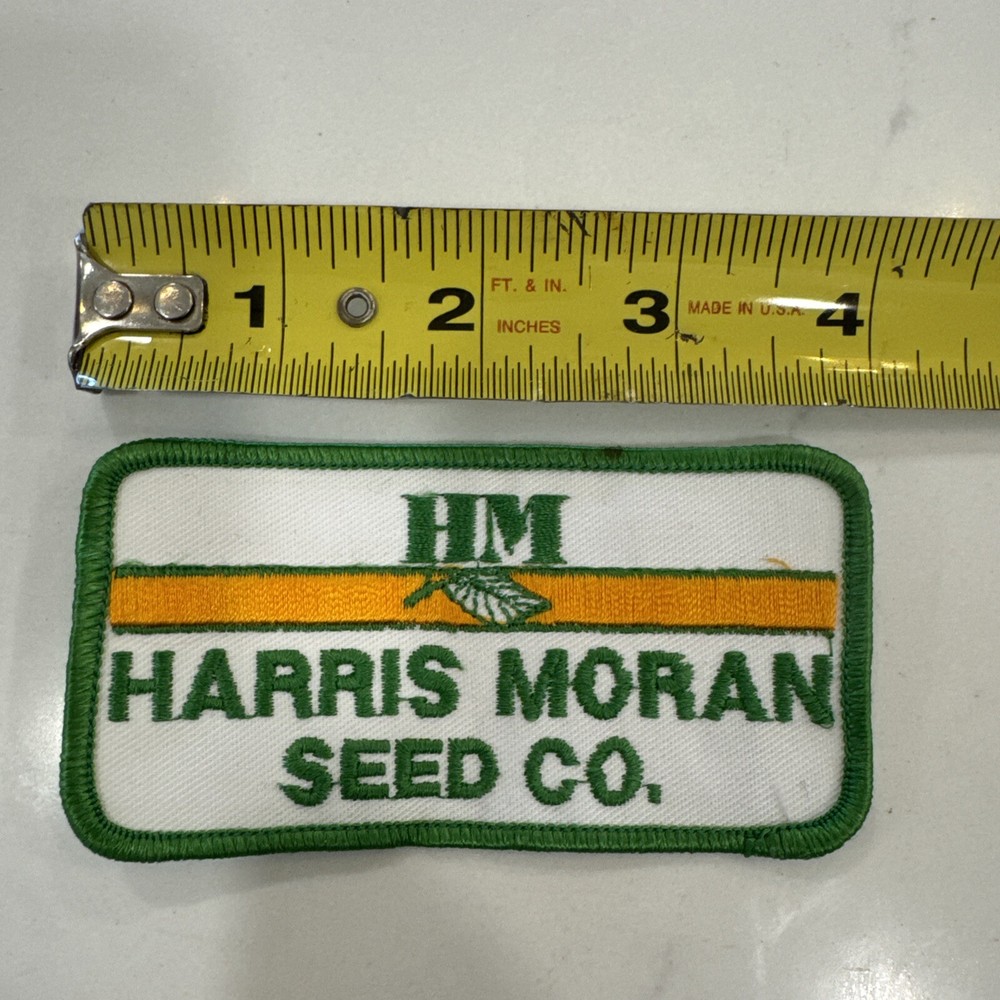 1 2 3 4
FT. & IN.
INCHES
MADE IN U.S.A.
HM
HARRIS MORAN
SEED CO.